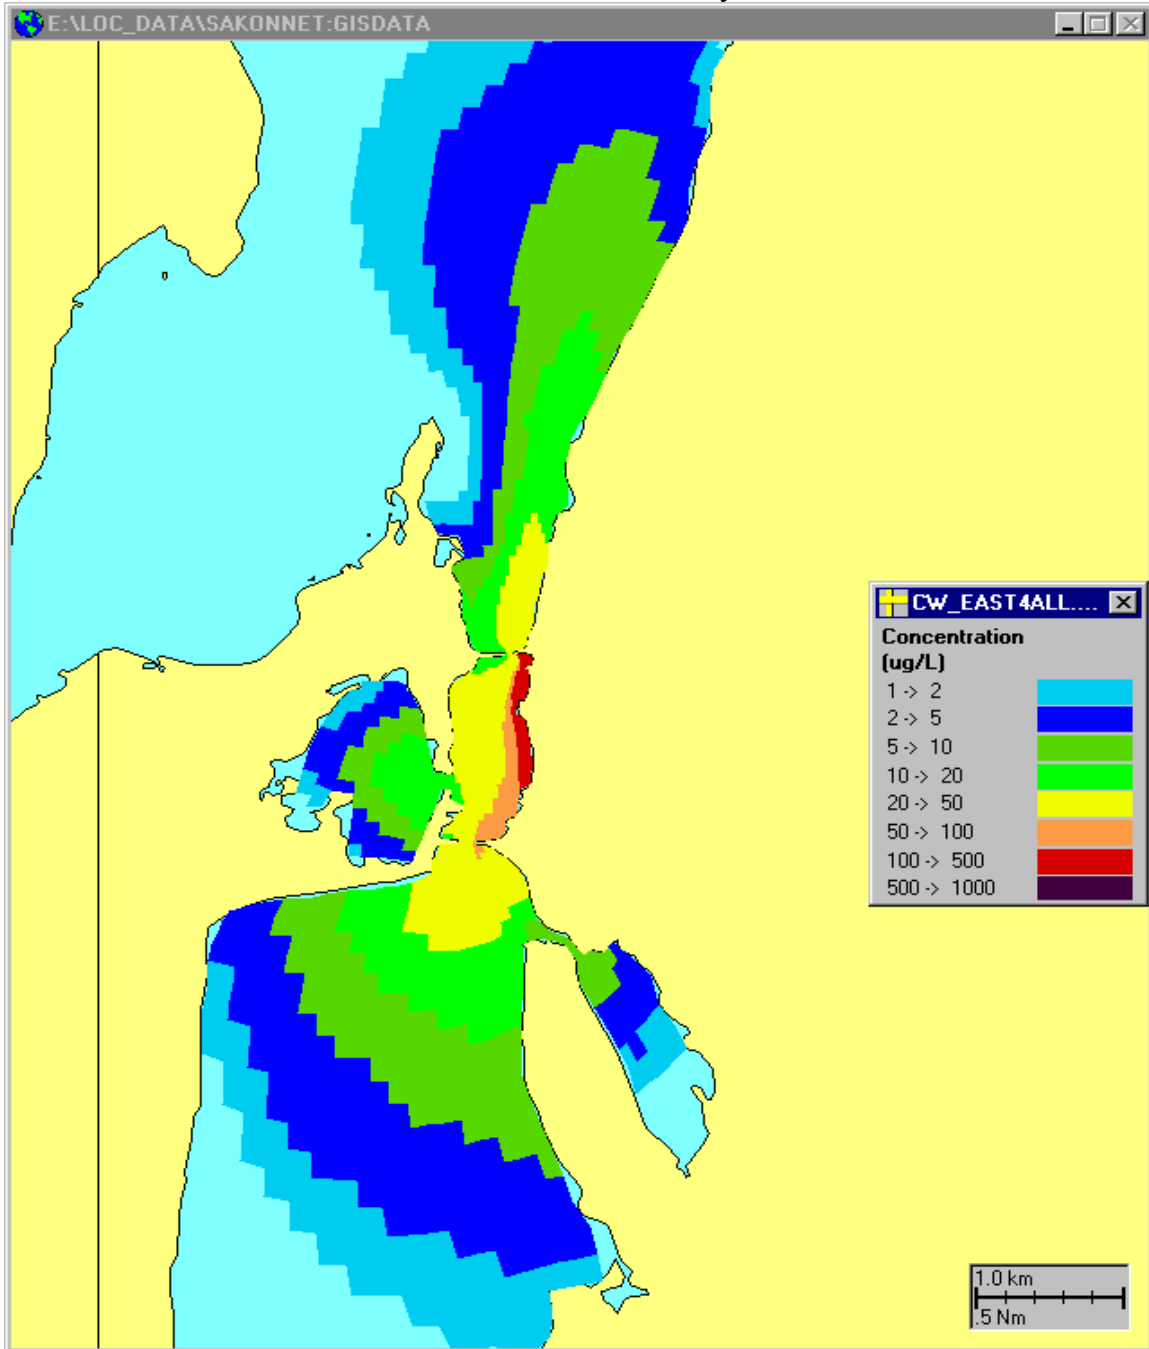 E:\LOC_DATA\SAKONNET:GISDATA
CW_EAST4ALL....
Concentration
(ug/L)
1 -> 2
2 -> 5
5 -> 10
10 -> 20
20 -> 50
50 -> 100
100 -> 500
500 -> 1000
1.0 km
.5 Nm